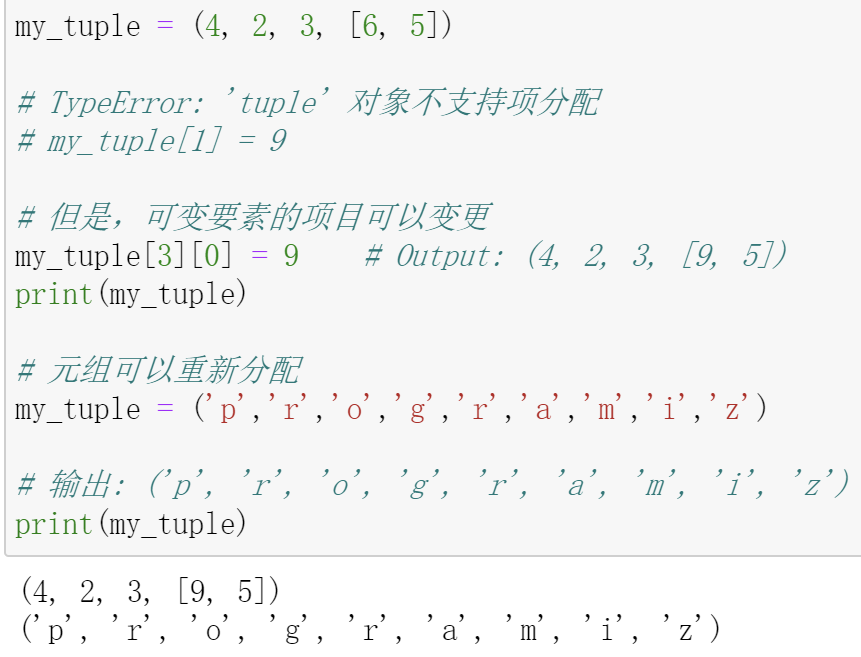 my_tuple = (4, 2, 3, [6, 5])
# TypeError: 'tuple' 对象不支持项分配
# my_tuple[1] = 9
# 但是，可变要素的项目可以变更
my_tuple[3][0] = 9    # Output: (4, 2, 3, [9, 5])
print(my_tuple)
# 元组可以重新分配
my_tuple = ('p','r','o','g','r','a','m','i','z')
# 输出: ('p', 'r', 'o', 'g', 'r', 'a', 'm', 'i', 'z')
print(my_tuple)
(4, 2, 3, [9, 5])
('p', 'r', 'o', 'g', 'r', 'a', 'm', 'i', 'z')